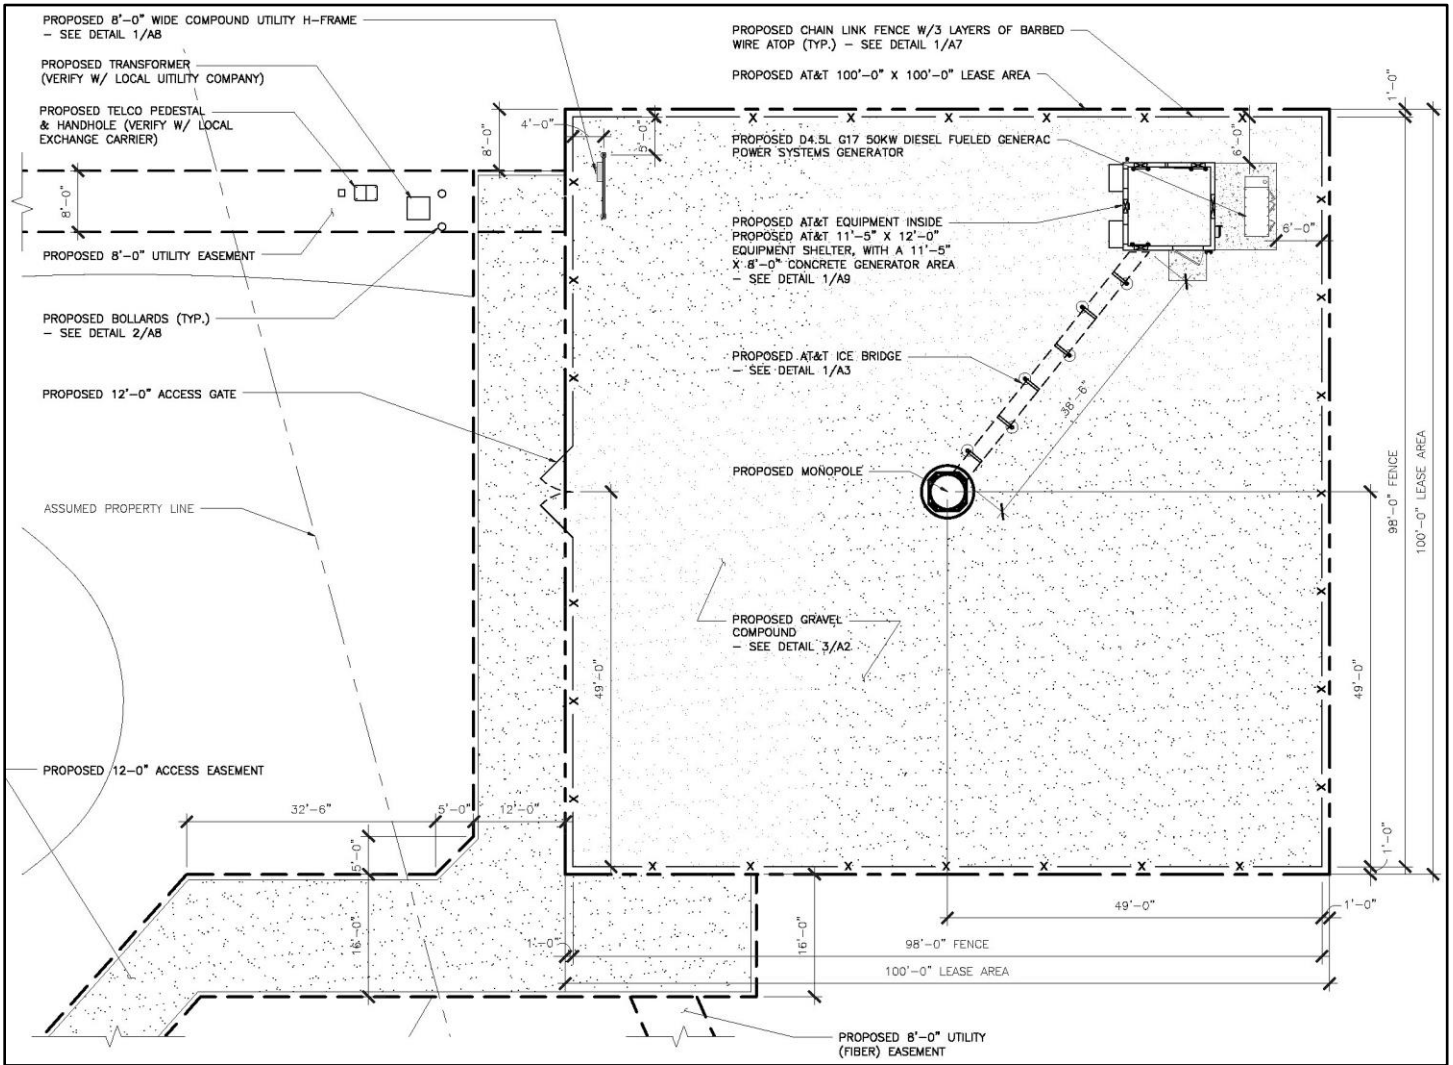 PROPOSED 8'-0" WIDE COMPOUND UTILITY H-FRAME
- SEE DETAIL 1/A8
PROPOSED TRANSFORMER
(VERIFY W/ LOCAL UITILITY COMPANY)
PROPOSED TELCO PEDESTAL
& HANDHOLE (VERIFY W/ LOCAL
EXCHANGE CARRIER)
8'-0"
PROPOSED 8'-0" UTILITY EASEMENT
PROPOSED BOLLARDS (TYP.)
- SEE DETAIL 2/A8
PROPOSED 12'-0" ACCESS GATE
ASSUMED PROPERTY LINE
PROPOSED 12-0" ACCESS EASEMENT
32'-6"
5'-0"
12'-0"
5'-0"
16'-0"
8'-0"
4'-0"
5'-0"
PROPOSED CHAIN LINK FENCE W/3 LAYERS OF BARBED
WIRE ATOP (TYP.) - SEE DETAIL 1/A7
PROPOSED AT&T 100'-0" X 100'-0" LEASE AREA
PROPOSED D4.5L G17 50KW DIESEL FUELED GENERAC
POWER SYSTEMS GENERATOR
PROPOSED AT&T EQUIPMENT INSIDE
PROPOSED AT&T 11'-5" X 12'-0"
EQUIPMENT SHELTER, WITH A 11'-5"
X 8'-0" CONCRETE GENERATOR AREA
- SEE DETAIL 1/A9
PROPOSED AT&T ICE BRIDGE
- SEE DETAIL 1/A3
PROPOSED MONOPOLE
PROPOSED GRAVEL
COMPOUND
- SEE DETAIL 3/A2
6'-0"
6'-0"
38'-6"
1'-0"
98'-0" FENCE
100'-0" LEASE AREA
49'-0"
49'-0"
1'-0"
49'-0"
1'-0"
1'-0"
98'-0" FENCE
100'-0" LEASE AREA
16'-0"
PROPOSED 8'-0" UTILITY
(FIBER) EASEMENT